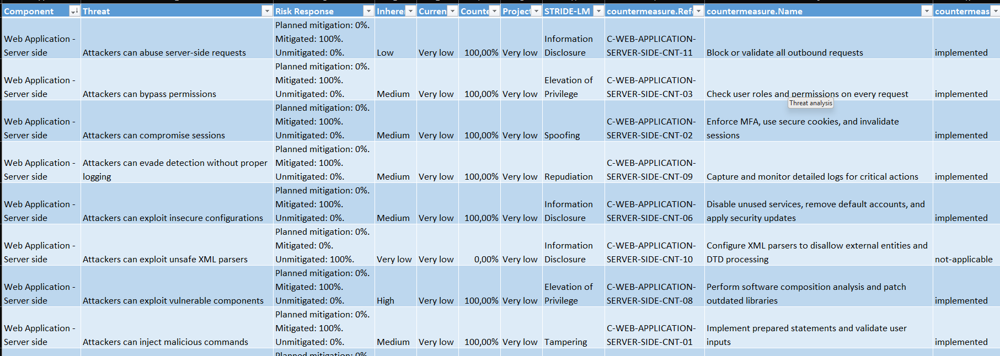 Component Threat Risk Response Inheren Curren Counte Project STRIDE-LM countermeasure.Ref countermeasure.Name countermeas
Planned mitigation: 0%.
Web Application - Mitigated: 100%. Information C-WEB-APPLICATION-
Server side Attackers can abuse server-side requests Unmitigated: 0%. Low Very low 100,00% Very low Disclosure SERVER-SIDE-CNT-11 Block or validate all outbound requests implemented
Planned mitigation: 0%.
Web Application - Mitigated: 100%. Elevation of C-WEB-APPLICATION-
Server side Attackers can bypass permissions Unmitigated: 0%. Medium Very low 100,00% Very low Privilege SERVER-SIDE-CNT-03 Check user roles and permissions on every request implemented
Threat analysis
Planned mitigation: 0%.
Web Application - Mitigated: 100%. C-WEB-APPLICATION- Enforce MFA, use secure cookies, and invalidate
Server side Attackers can compromise sessions Unmitigated: 0%. Medium Very low 100,00% Very low Spoofing SERVER-SIDE-CNT-02 sessions implemented
Planned mitigation: 0%.
Web Application - Attackers can evade detection without proper Mitigated: 100%. C-WEB-APPLICATION-
Server side logging Unmitigated: 0%. Medium Very low 100,00% Very low Repudiation SERVER-SIDE-CNT-09 Capture and monitor detailed logs for critical actions implemented
Planned mitigation: 0%.
Web Application - Mitigated: 100%. Information C-WEB-APPLICATION- Disable unused services, remove default accounts, and
Server side Attackers can exploit insecure configurations Unmitigated: 0%. Medium Very low 100,00% Very low Disclosure SERVER-SIDE-CNT-06 apply security updates implemented
Planned mitigation: 0%.
Web Application - Mitigated: 0%. Information C-WEB-APPLICATION- Configure XML parsers to disallow external entities and
Server side Attackers can exploit unsafe XML parsers Unmitigated: 100%. Very low Very low 0,00% Very low Disclosure SERVER-SIDE-CNT-10 DTD processing not-applicable
Planned mitigation: 0%.
Web Application - Mitigated: 100%. Elevation of C-WEB-APPLICATION- Perform software composition analysis and patch
Server side Attackers can exploit vulnerable components Unmitigated: 0%. High Very low 100,00% Very low Privilege SERVER-SIDE-CNT-08 outdated libraries implemented
Planned mitigation: 0%.
Web Application - Mitigated: 100%. C-WEB-APPLICATION- Implement prepared statements and validate user
Server side Attackers can inject malicious commands Unmitigated: 0%. Medium Very low 100,00% Very low Tampering SERVER-SIDE-CNT-01 inputs implemented
Planned mitigation: 0%.